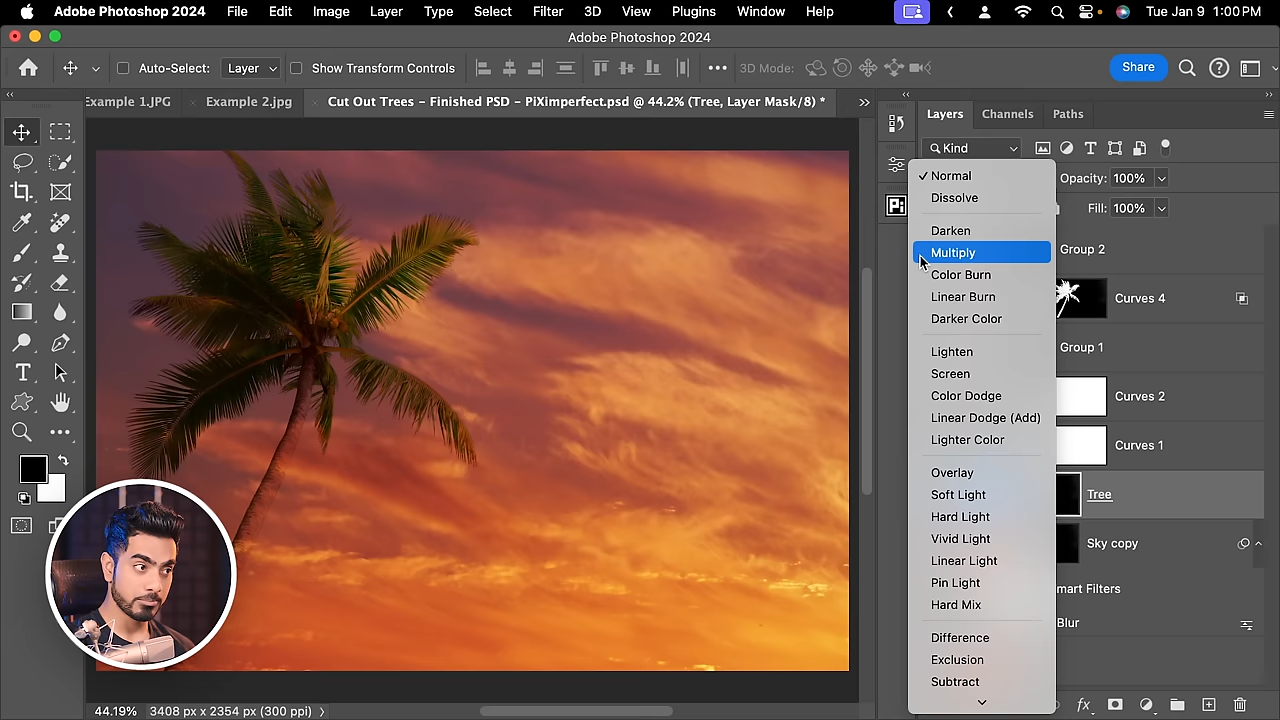 Adobe Photoshop 2024 File Edit Image Layer Type Select Filter 3D View Plugins Window Help Tue Jan 9 1:00 PM
Adobe Photoshop 2024
Auto-Select: Layer Show Transform Controls 3D Mode: Share
Example 1.JPG Example 2.jpg Cut Out Trees – Finished PSD - PiXimperfect.psd @ 44.2% (Tree, Layer Mask/8) *
Layers Channels Paths
Kind
Normal
Opacity: 100%
Dissolve
Pi
Fill: 100%
Darken
Multiply
Group 2
Color Burn
Linear Burn
Curves 4
Darker Color
Lighten
Group 1
Screen
Color Dodge
Curves 2
Linear Dodge (Add)
Lighter Color
Curves 1
Overlay
Soft Light
Tree
Hard Light
Vivid Light
Sky copy
Linear Light
Pin Light
mart Filters
Hard Mix
Blur
Difference
Exclusion
Subtract
fx
44.19% 3408 px x 2354 px (300 ppi)